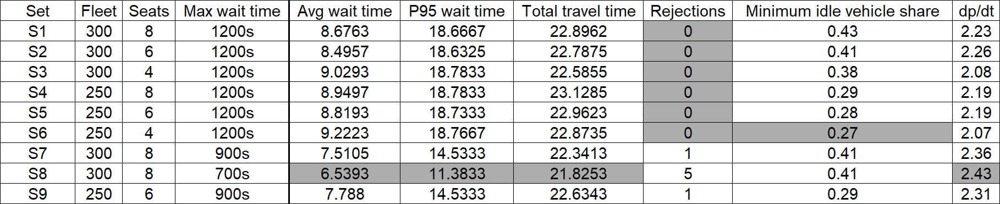 Set Fleet Seats Max wait time Avg wait time P95 wait time Total travel time Rejections Minimum idle vehicle share dp/dt
S1 300 8 1200s 8.6763 18.6667 22.8962 0 0.43 2.23
S2 300 6 1200s 8.4957 18.6325 22.7875 0 0.41 2.26
S3 300 4 1200s 9.0293 18.7833 22.5855 0 0.38 2.08
S4 250 8 1200s 8.9497 18.7833 23.1285 0 0.29 2.19
S5 250 6 1200s 8.8193 18.7333 22.9623 0 0.28 2.19
S6 250 4 1200s 9.2223 18.7667 22.8735 0 0.27 2.07
S7 300 8 900s 7.5105 14.5333 22.3413 1 0.41 2.36
S8 300 8 700s 6.5393 11.3833 21.8253 5 0.41 2.43
S9 250 6 900s 7.788 14.5333 22.6343 1 0.29 2.31